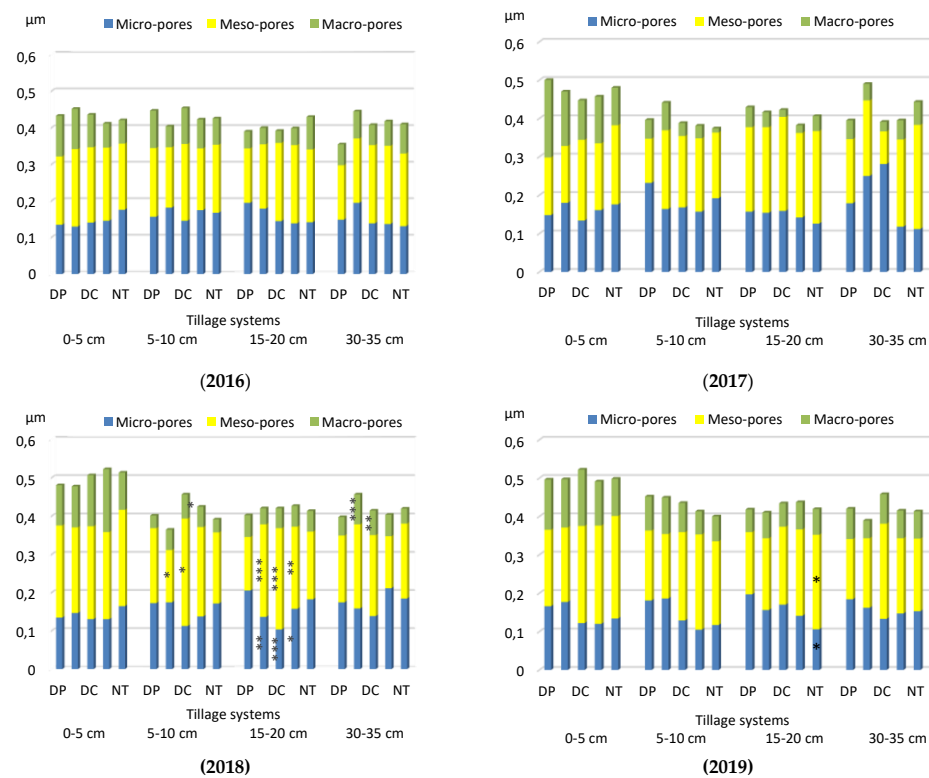 µm
Micro-pores Meso-pores Macro-pores
0,6
0,5
0,4
0,3
0,2
0,1
0
DP DC NT DP DC NT DP DC NT DP DC NT
Tillage systems
0-5 cm 5-10 cm 15-20 cm 30-35 cm
(2016)
µm
Micro-pores Meso-pores Macro-pores
0,6
0,5
0,4
0,3
0,2
0,1
0
DP DC NT DP DC NT DP DC NT DP DC NT
Tillage systems
0-5 cm 5-10 cm 15-20 cm 30-35 cm
(2017)
µm
Micro-pores Meso-pores Macro-pores
0,6
0,5
0,4
0,3
0,2
0,1
0
* * * *** *** ** ** *** * *** **
DP DC NT DP DC NT DP DC NT DP DC NT
Tillage systems
0-5 cm 5-10 cm 15-20 cm 30-35 cm
(2018)
µm
Micro-pores Meso-pores Macro-pores
0,6
0,5
0,4
0,3
0,2
0,1
0
*
*
DP DC NT DP DC NT DP DC NT DP DC NT
Tillage systems
0-5 cm 5-10 cm 15-20 cm 30-35 cm
(2019)